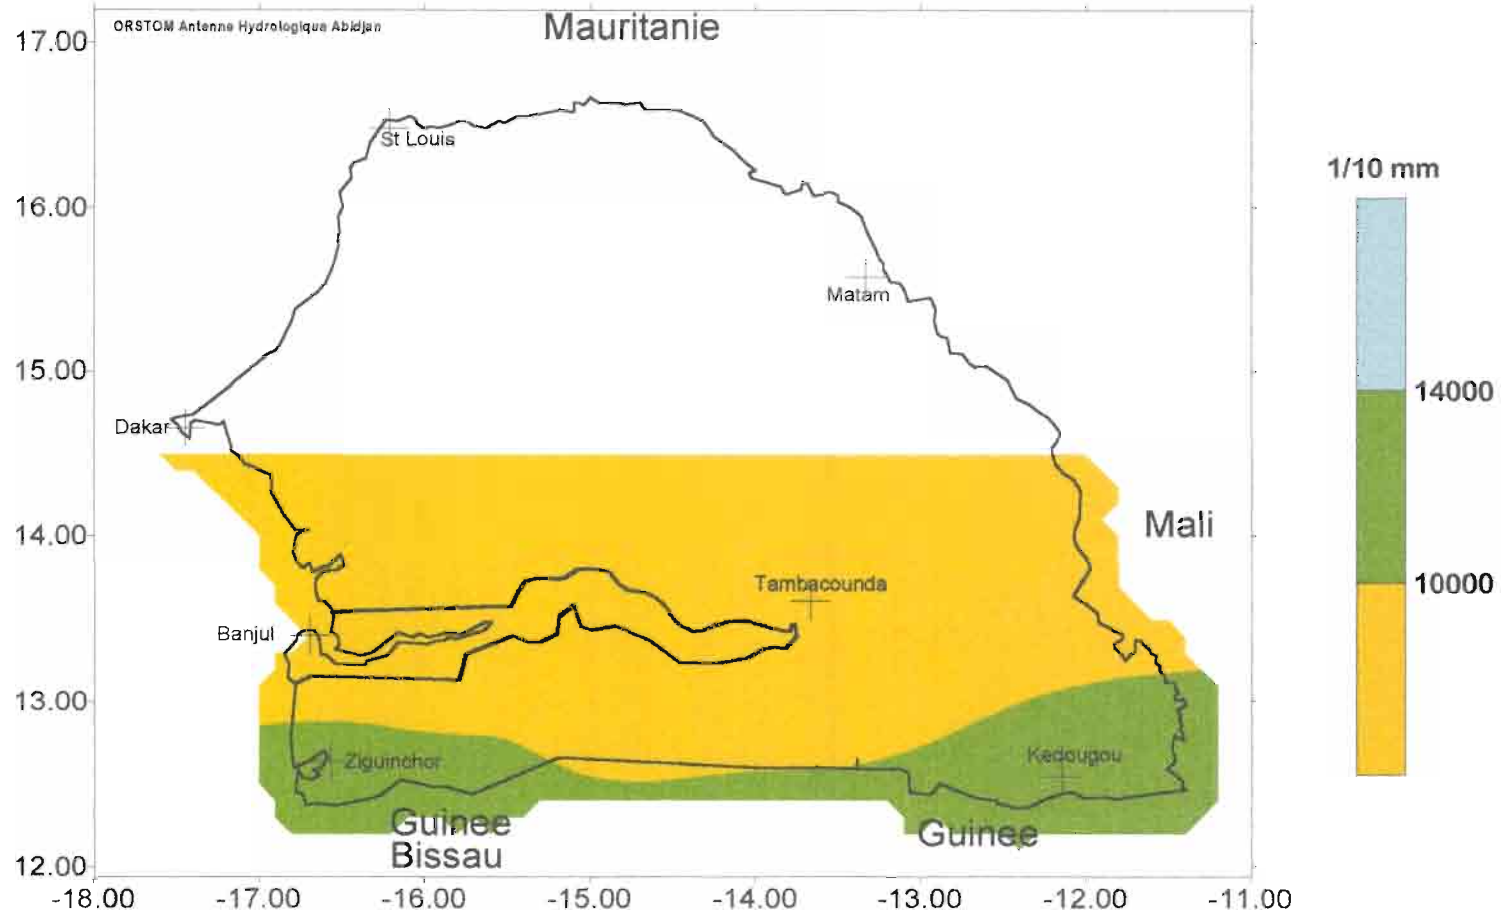 ORSTOM Antenne Hydrologique Abidjan
Mauritanie
17.00
St Louis
1/10 mm
16.00
Matam
15.00
14000
Dakar
14.00
Mali
Tambacounda
10000
Banjul
13.00
Ziguinchor
Kedougou
Guinee
Bissau
Guinee
12.00
-18.00 -17.00 -16.00 -15.00 -14.00 -13.00 -12.00 -11.00